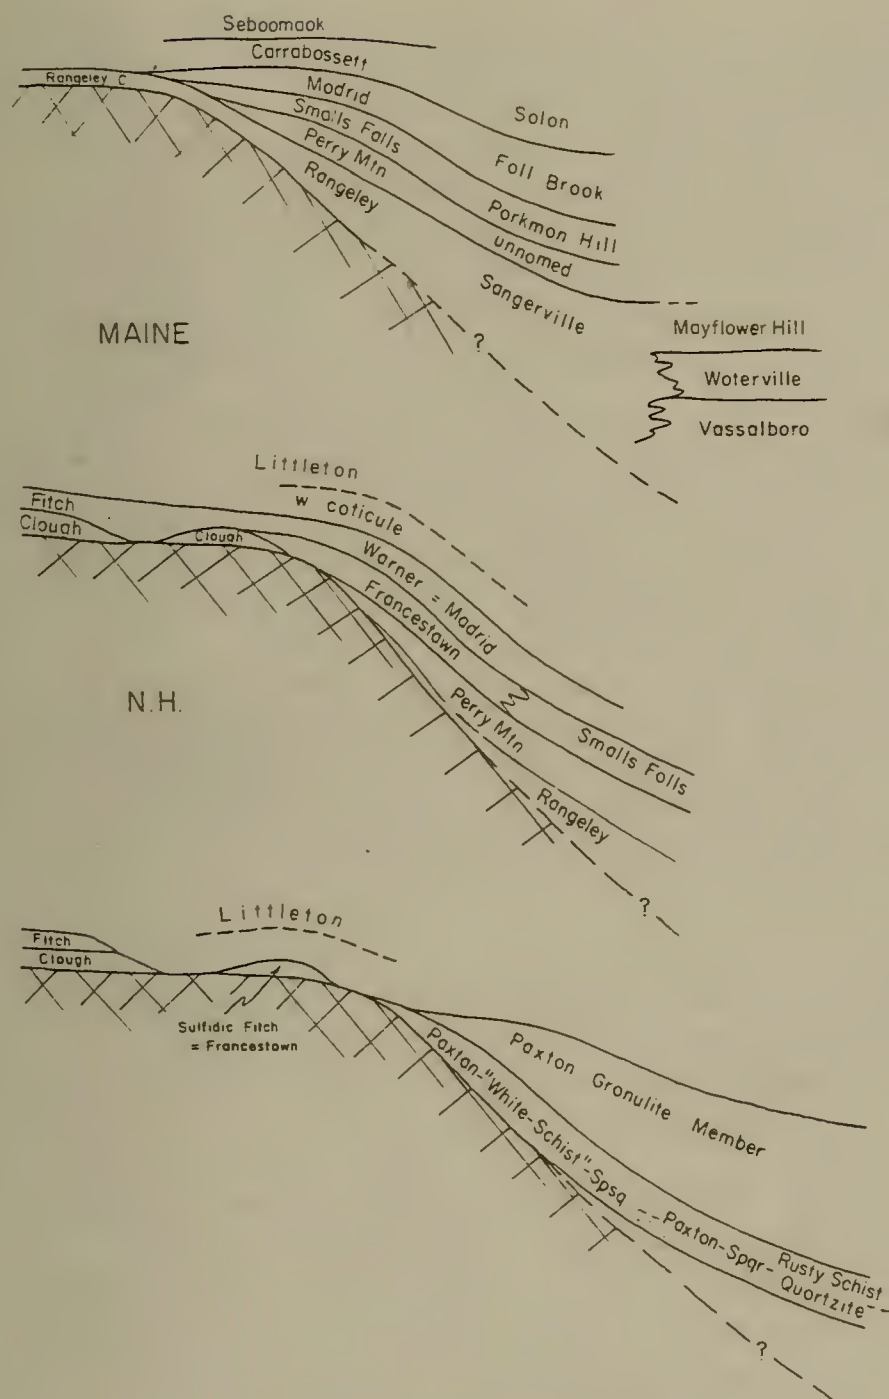 Seboomook
Carrabossett
Rangeley C
Madrid
Solon
Smalls Falls
Fall Brook
Perry Mtn
Parkman Hill
Rangeley
unnamed
Sangerville
MAINE
?
Mayflower Hill
Waterville
Vassalboro
Littleton
w coticule
Fitch
Clough
Clough
Warner = Madrid
Francestown
N.H.
Perry Mtn
Smalls Falls
Rangeley
?
Littleton
Fitch
Clough
Sulfidic Fitch
= Francestown
Paxton Granulite Member
Paxton-"White-Schist"-Spsq -- Paxton-Spqr-
Rusty Schist
Quartzite --
?